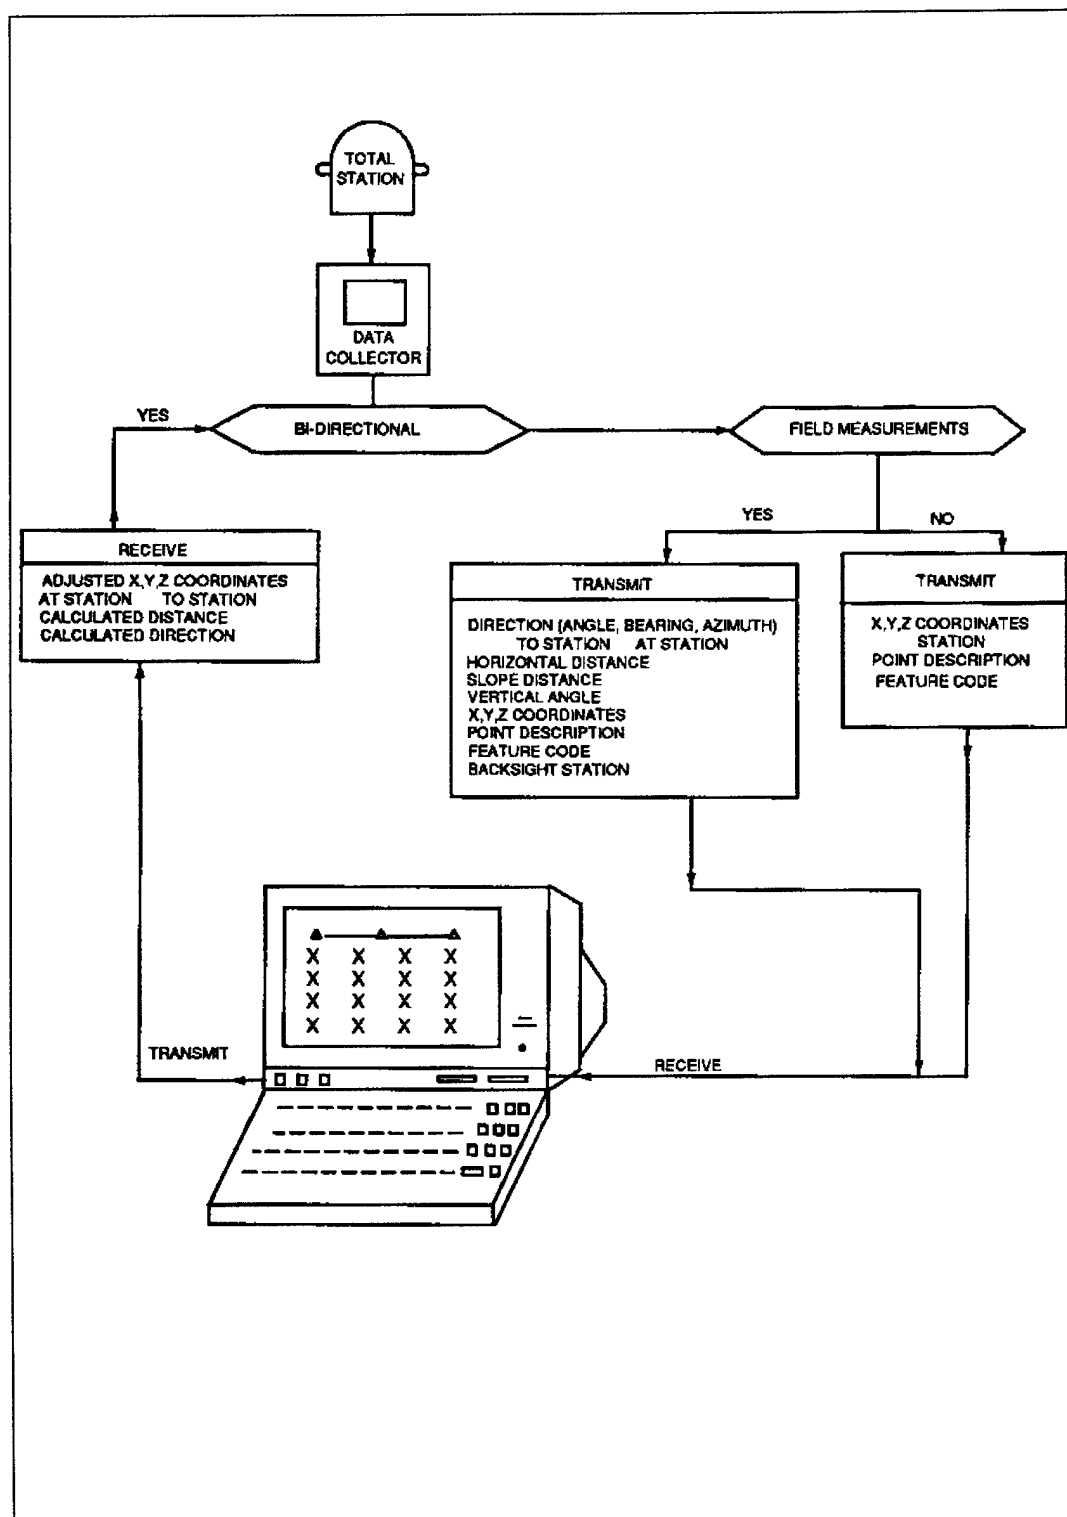 TOTAL
STATION
DATA
COLLECTOR
YES
BI-DIRECTIONAL
FIELD MEASUREMENTS
YES
NO
RECEIVE
ADJUSTED X,Y,Z COORDINATES
AT STATION TO STATION
CALCULATED DISTANCE
CALCULATED DIRECTION
TRANSMIT
DIRECTION (ANGLE, BEARING, AZIMUTH)
TO STATION AT STATION
HORIZONTAL DISTANCE
SLOPE DISTANCE
VERTICAL ANGLE
X,Y,Z COORDINATES
POINT DESCRIPTION
FEATURE CODE
BACKSIGHT STATION
TRANSMIT
X,Y,Z COORDINATES
STATION
POINT DESCRIPTION
FEATURE CODE
X X X X
X X X X
X X X X
X X X X
TRANSMIT
RECEIVE